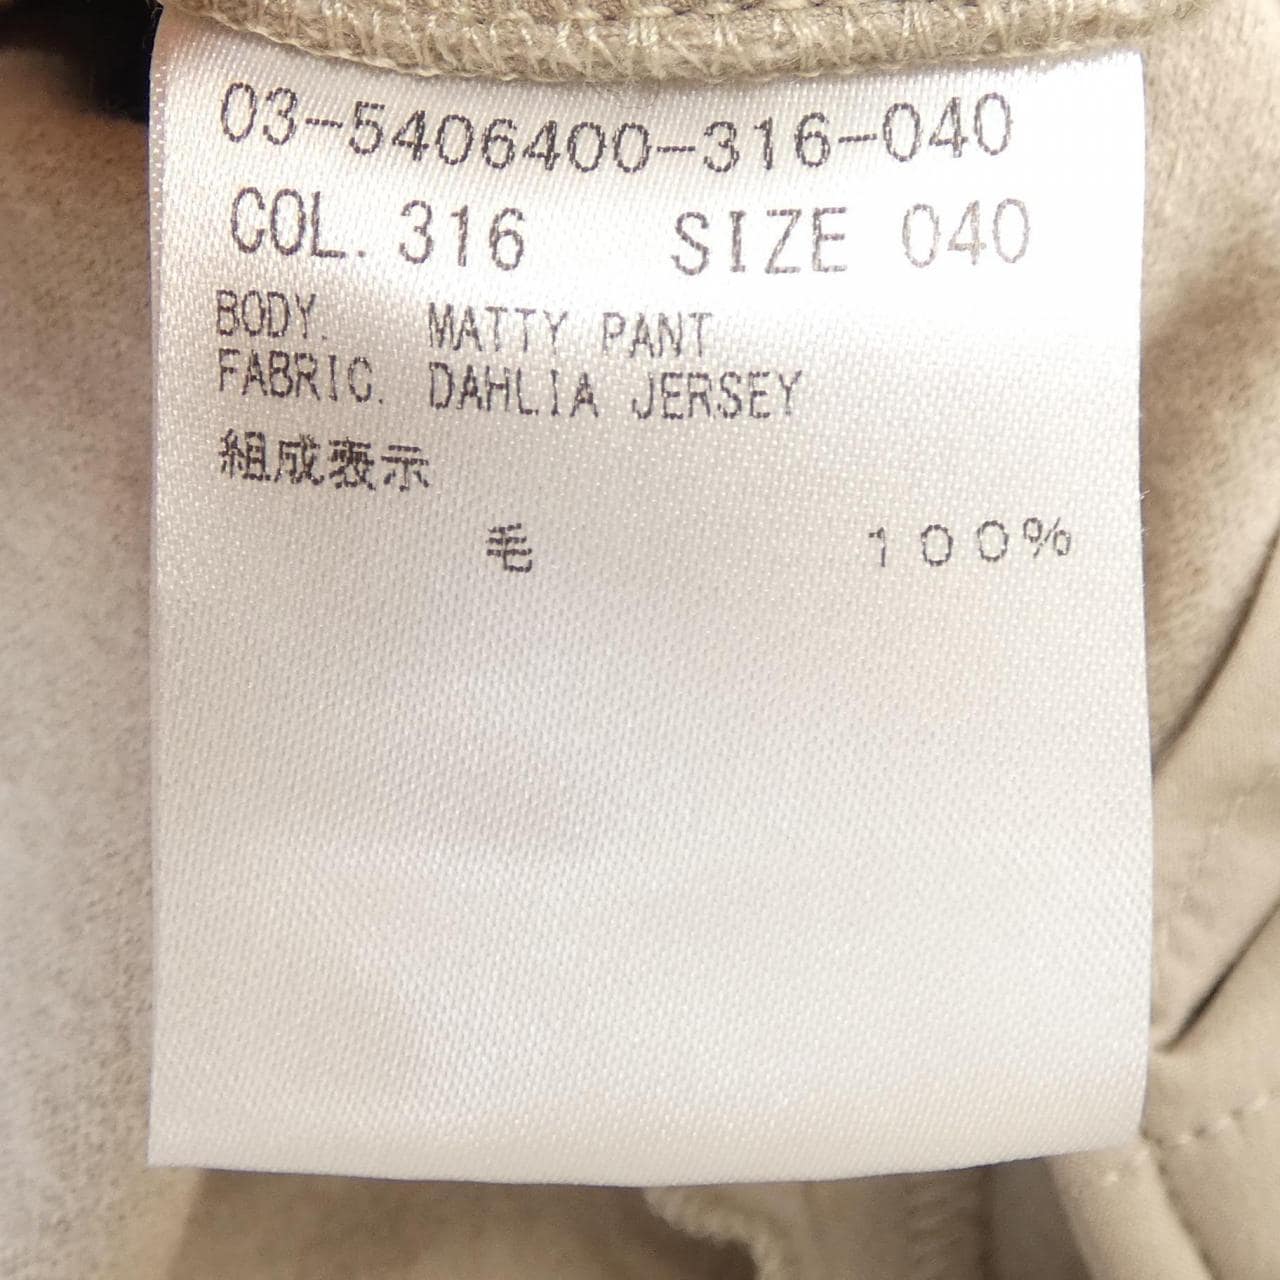 03-5406400-316-040
COL. 316 SIZE 040
BODY. MATTY PANT
FABRIC. DAHLIA JERSEY
組成表示
毛 100%